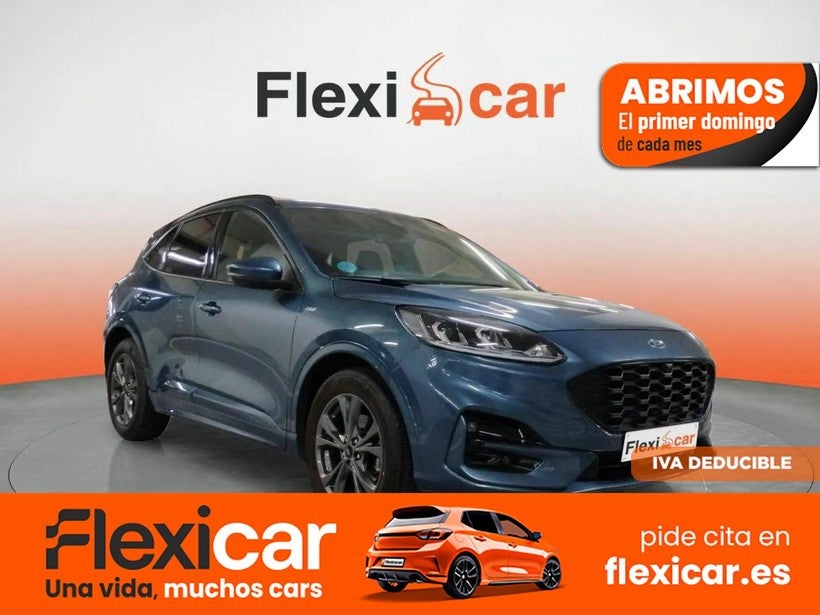 Flexicar
ABRIMOS
El primer domingo
de cada mes
Flexicar
IVA DEDUCIBLE
Flexicar
Una vida, muchos cars
pide cita en
flexicar.es